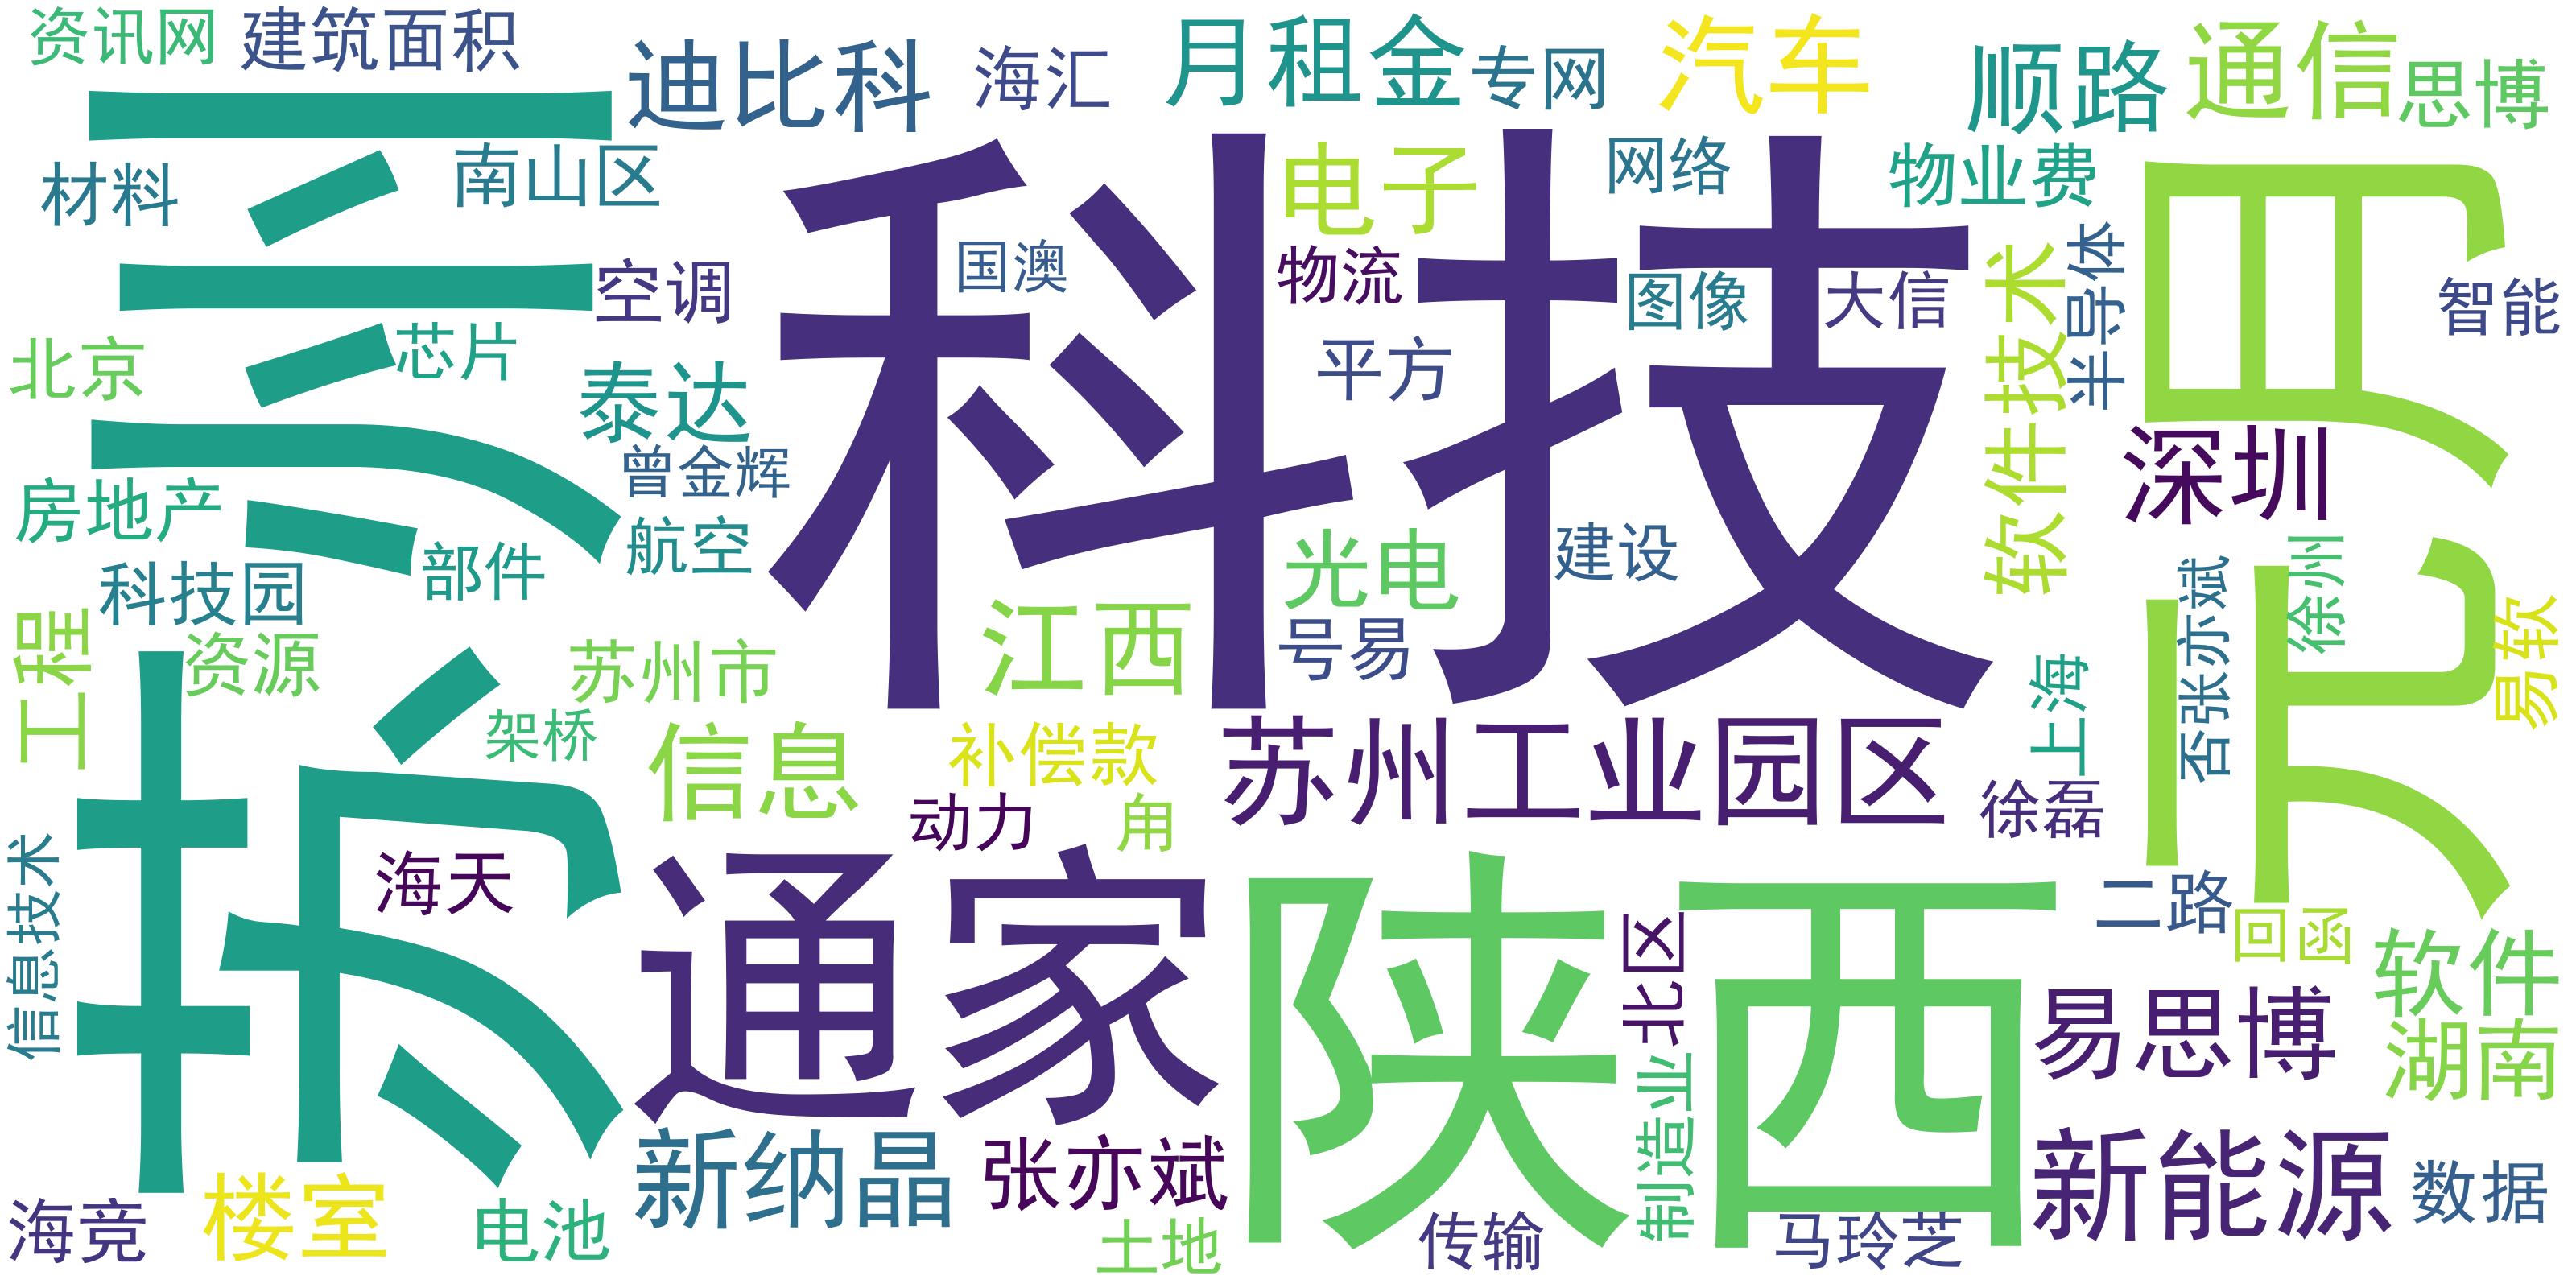 资讯网
建筑面积
迪比科
海汇
月租金
专网
汽车
顺路
通信
思博
材料
南山区
科技
电子
网络
物业费
苏州
元月
空调
国澳
物流
图像
大信
软件技术
半导体
智能
北京
芯片
泰达
平方
曾金辉
深圳
房地产
航空
部件
光电
建设
科技园
工程
资源
苏州市
江西
号易
上海
否张亦斌
徐州
易软
架桥
信息
补偿款
苏州工业园区
动力
甪
徐磊
信息技术
海天
通家
陕西
北区
二路
回函
软件
易思博
湖南
制造业
新纳晶
张亦斌
新能源
数据
海竞
楼室
电池
土地
传输
马玲芝